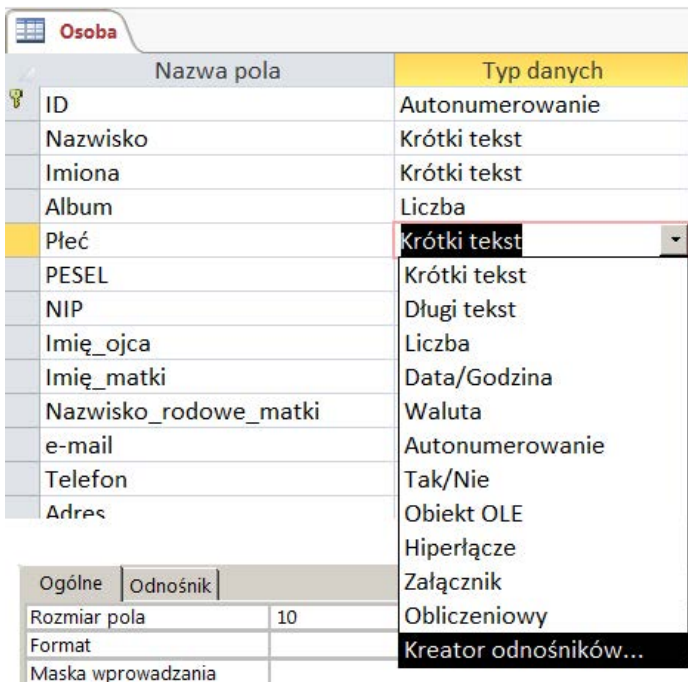 Osoba
Nazwa pola Typ danych
ID Autonumerowanie
Nazwisko Krótki tekst
Imiona Krótki tekst
Album Liczba
Płeć Krótki tekst
PESEL
NIP
Imię_ojca
Imię_matki
Nazwisko_rodowe_matki
e-mail
Telefon
Adres
Krótki tekst
Długi tekst
Liczba
Data/Godzina
Waluta
Autonumerowanie
Tak/Nie
Obiekt OLE
Hiperłącze
Załącznik
Obliczeniowy
Kreator odnośników...
Ogólne Odnośnik
Rozmiar pola 10
Format
Maska wprowadzania